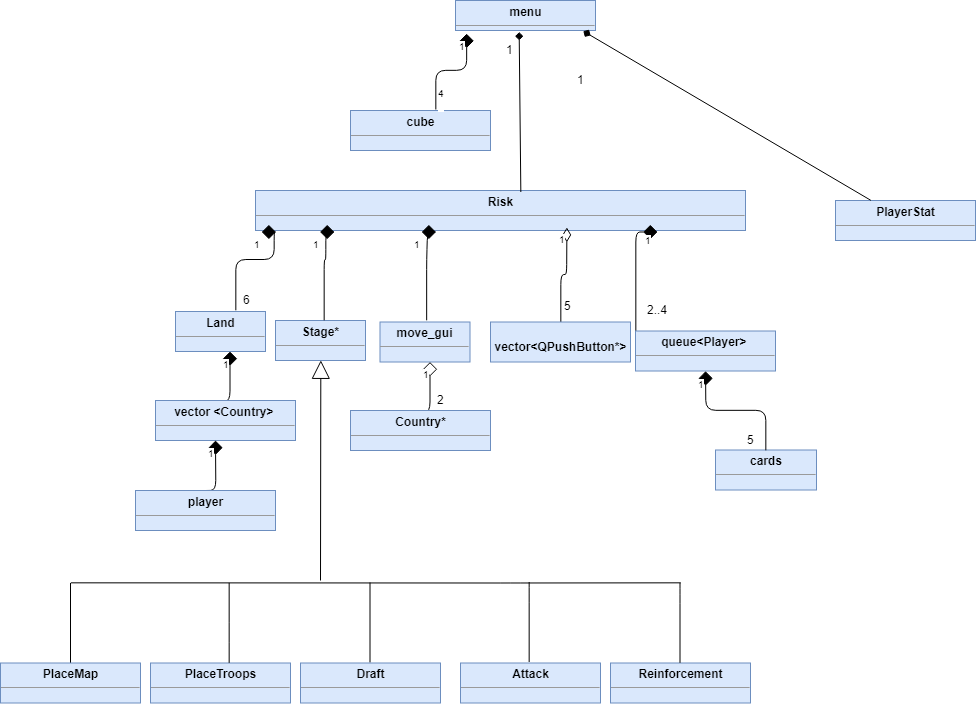 menu
1
1
1
4
cube
Risk
PlayerStat
1
1
1
1
1
6
5
2..4
Land
Stage*
move_gui
vector<QPushButton*>
queue<Player>
1
1
1
2
vector <Country>
Country*
5
1
cards
player
PlaceMap
PlaceTroops
Draft
Attack
Reinforcement